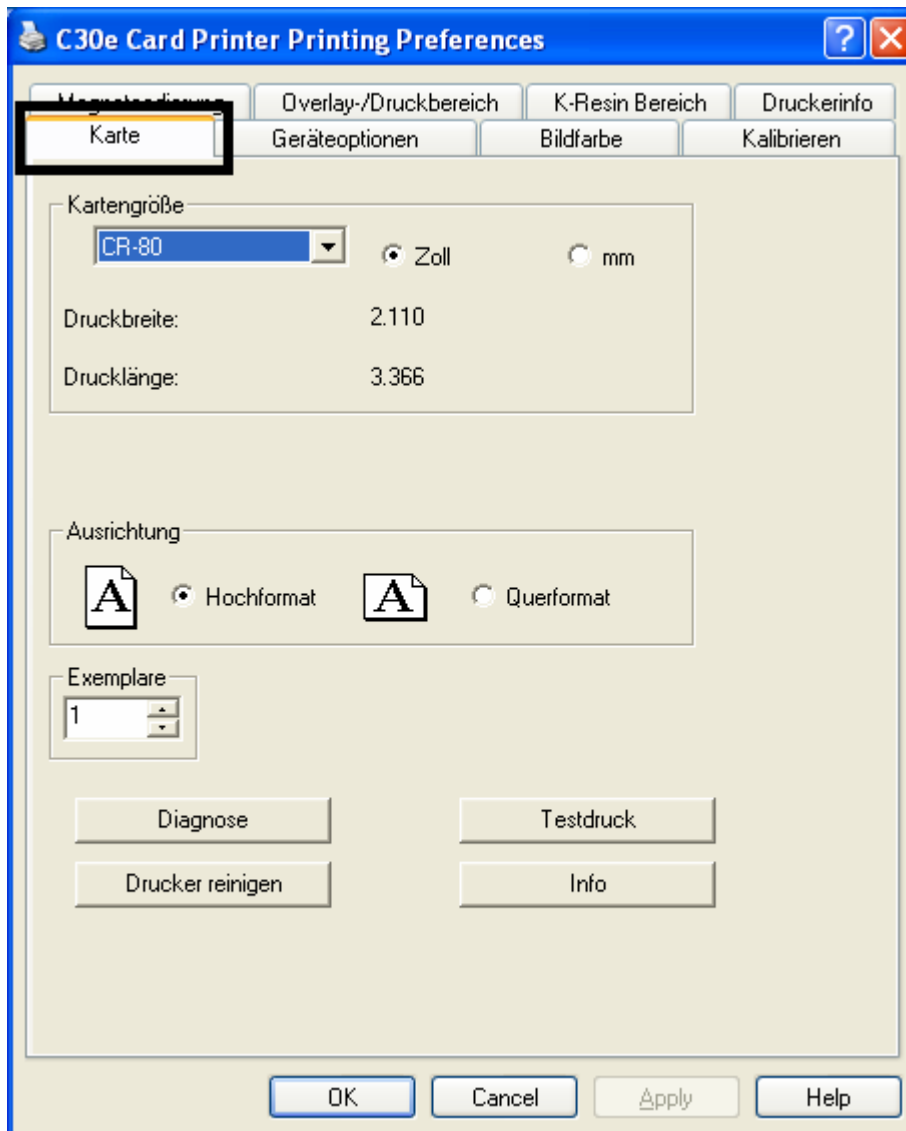 C30e Card Printer Printing Preferences
Overlay-/Druckbereich K-Resin Bereich Druckerinfo
Karte Geräteoptionen Bildfarbe Kalibrieren
Kartengröße
CR-80 Zoll mm
Druckbreite: 2.110
Drucklänge: 3.366
Ausrichtung
A Hochformat A Querformat
Exemplare
1
Diagnose Testdruck
Drucker reinigen Info
OK Cancel Apply Help